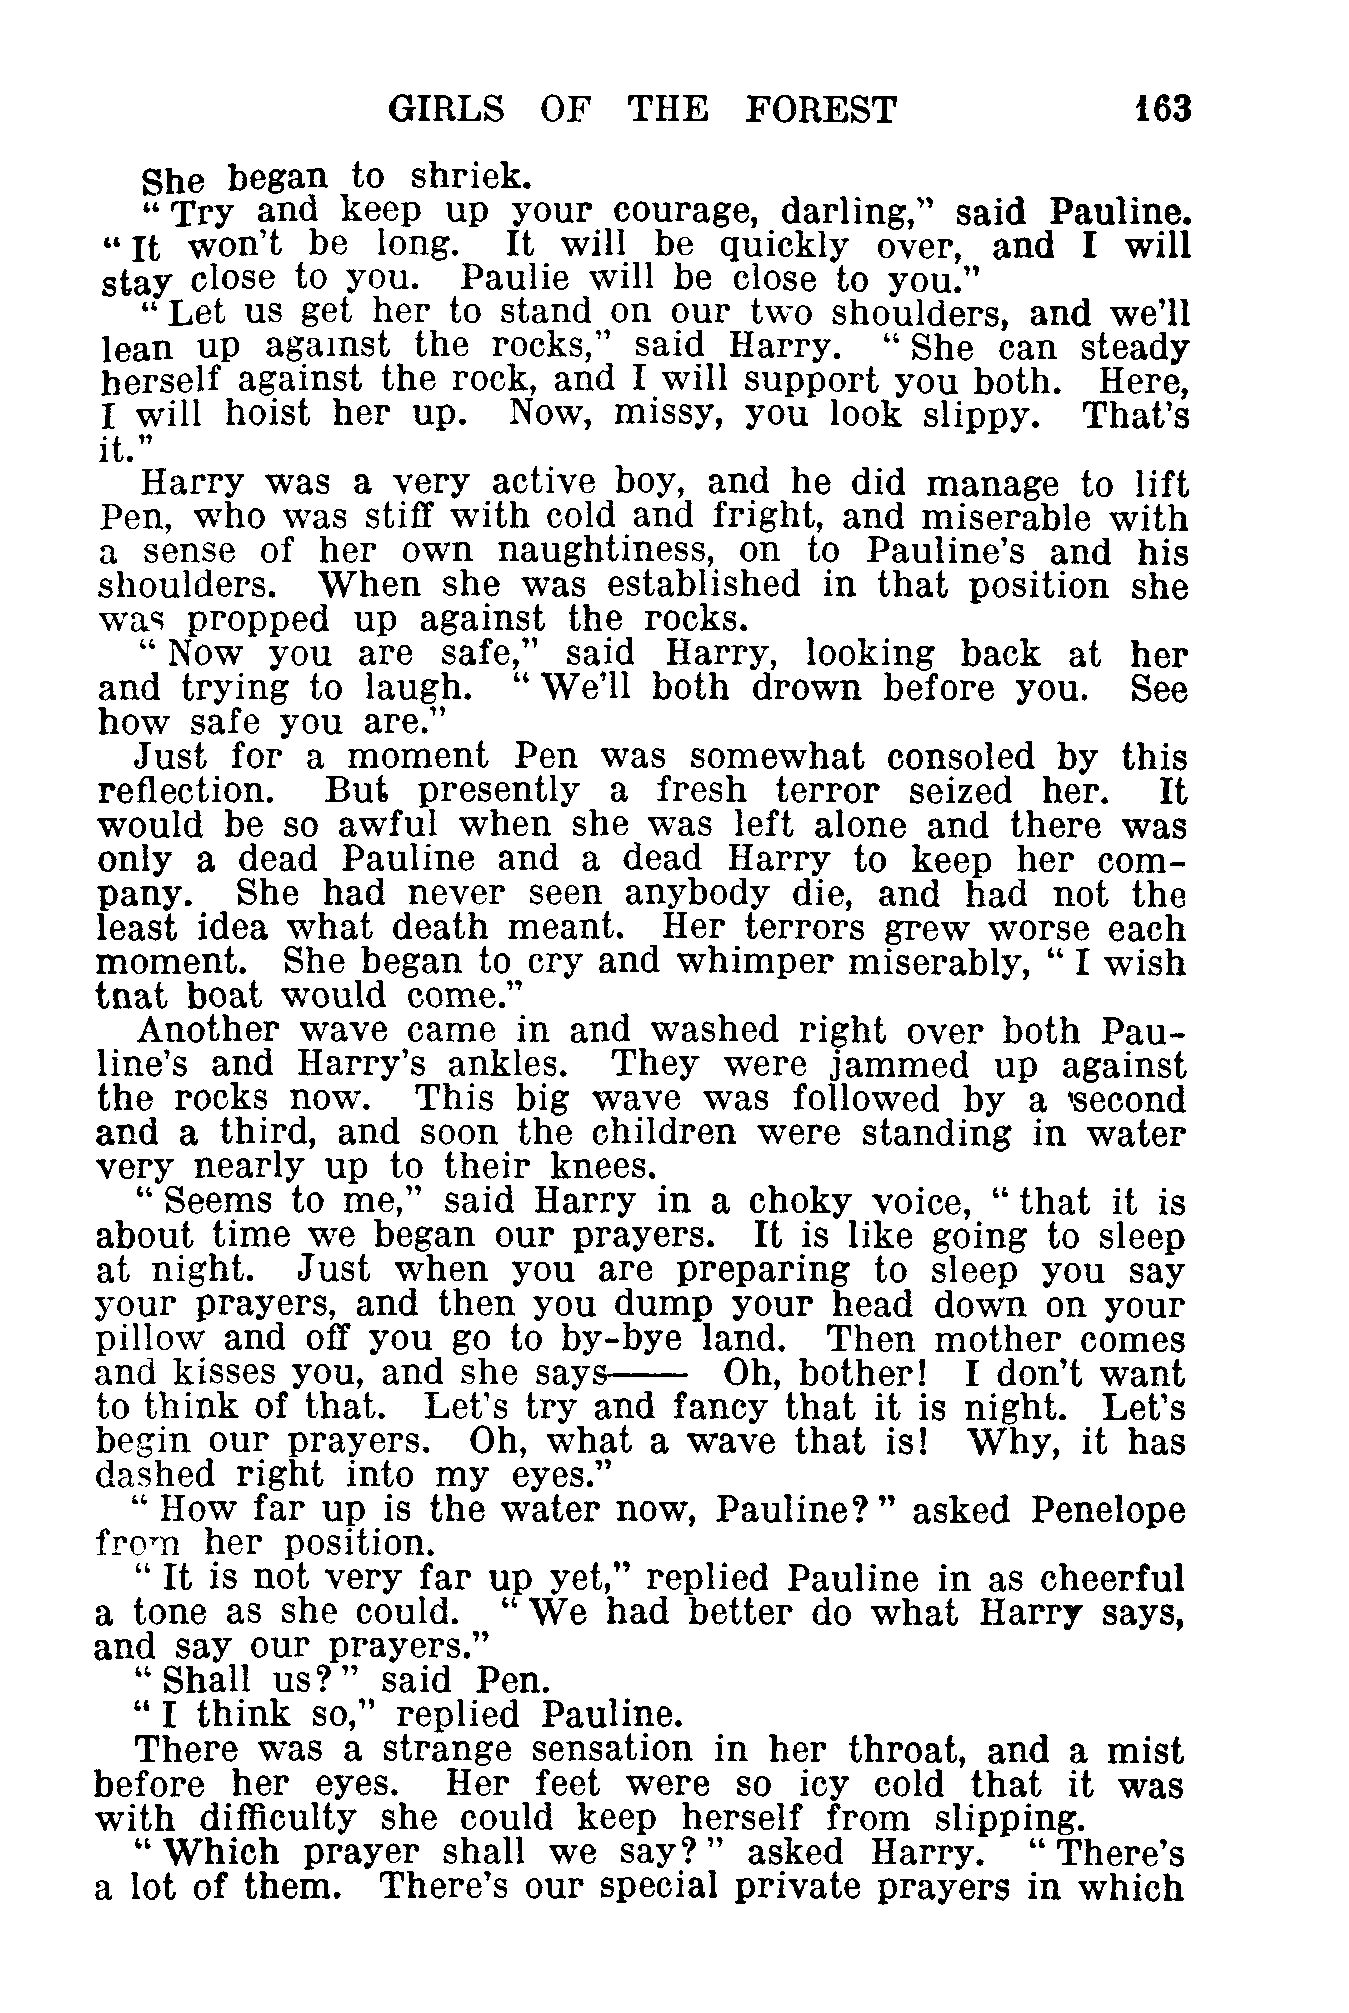 GIRLS OF THE FOREST 163
She began to shriek.
“Try and keep up your courage, darling,” said Pauline.
“It won’t be long. It will be quickly over, and I will
stay close to you. Paulie will be close to you.”
“Let us get her to stand on our two shoulders, and we’ll
lean up against the rocks,” said Harry. “She can steady
herself against the rock, and I will support you both. Here,
I will hoist her up. Now, missy, you look slippy. That’s
it.”
Harry was a very active boy, and he did manage to lift
Pen, who was stiff with cold and fright, and miserable with
a sense of her own naughtiness, on to Pauline’s and his
shoulders. When she was established in that position she
was propped up against the rocks.
“Now you are safe,” said Harry, looking back at her
and trying to laugh. “We’ll both drown before you. See
how safe you are.”
Just for a moment Pen was somewhat consoled by this
reflection. But presently a fresh terror seized her. It
would be so awful when she was left alone and there was
only a dead Pauline and a dead Harry to keep her com-
pany. She had never seen anybody die, and had not the
least idea what death meant. Her terrors grew worse each
moment. She began to cry and whimper miserably, “I wish
that boat would come.”
Another wave came in and washed right over both Pau-
line’s and Harry’s ankles. They were jammed up against
the rocks now. This big wave was followed by a second
and a third, and soon the children were standing in water
very nearly up to their knees.
“Seems to me,” said Harry in a choky voice, “that it is
about time we began our prayers. It is like going to sleep
at night. Just when you are preparing to sleep you say
your prayers, and then you dump your head down on your
pillow and off you go to by-bye land. Then mother comes
and kisses you, and she says—— Oh, bother! I don’t want
to think of that. Let’s try and fancy that it is night. Let’s
begin our prayers. Oh, what a wave that is! Why, it has
dashed right into my eyes.”
“How far up is the water now, Pauline?” asked Penelope
from her position.
“It is not very far up yet,” replied Pauline in as cheerful
a tone as she could. “We had better do what Harry says,
and say our prayers.”
“Shall us?” said Pen.
“I think so,” replied Pauline.
There was a strange sensation in her throat, and a mist
before her eyes. Her feet were so icy cold that it was
with difficulty she could keep herself from slipping.
“Which prayer shall we say?” asked Harry. “There’s
a lot of them. There’s our special private prayers in which